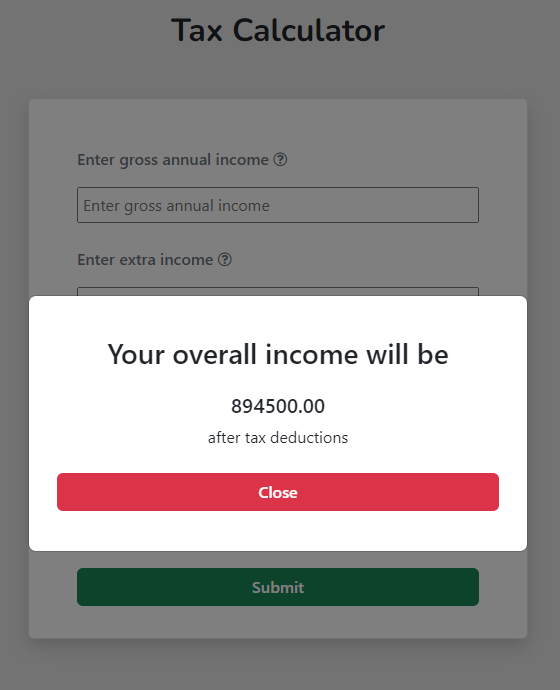 Tax Calculator
Enter gross annual income
Enter gross annual income
Enter extra income
Your overall income will be
894500.00
after tax deductions
Close
Submit